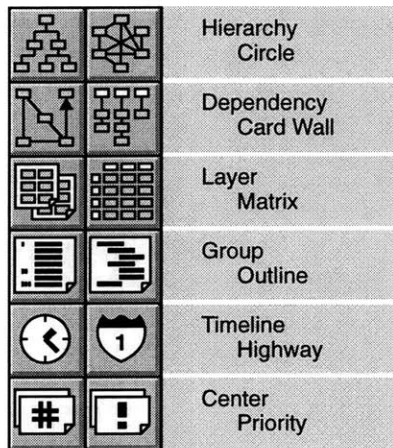 Hierarchy
Circle
Dependency
Card Wall
Layer
Matrix
Group
Outline
Timeline
1
Highway
# !
Center
Priority